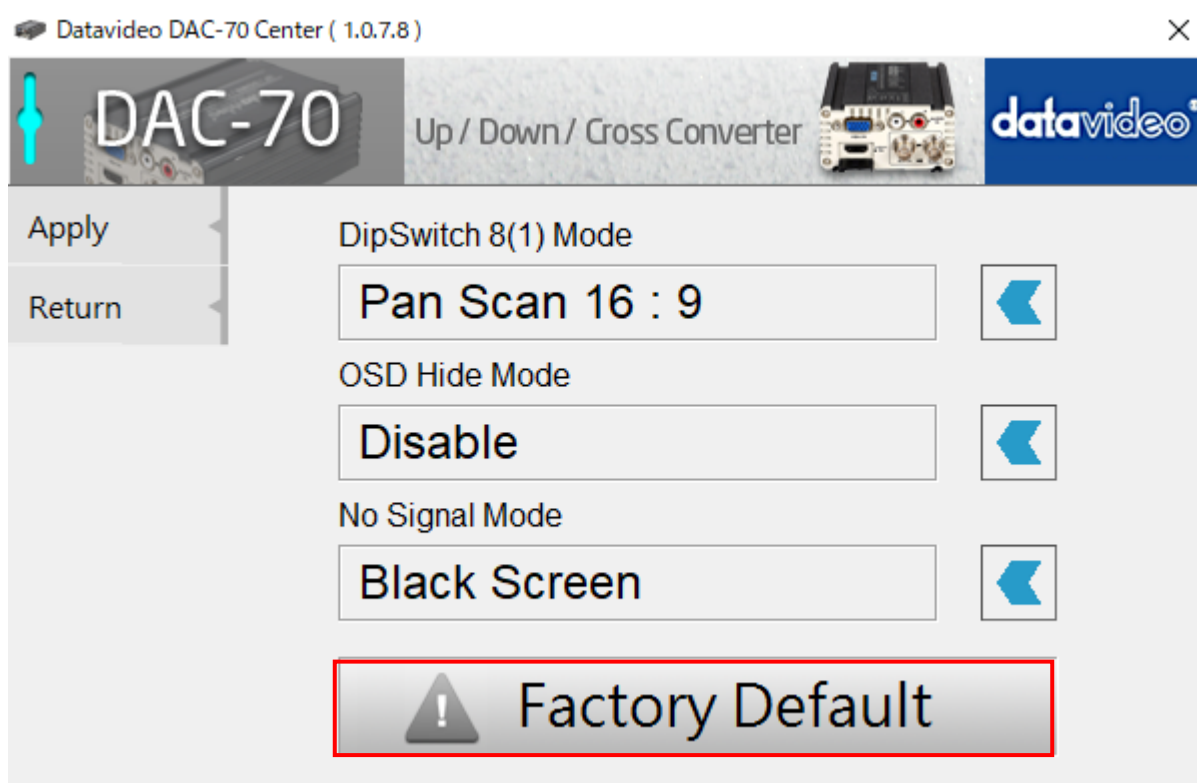 Datavideo DAC-70 Center ( 1.0.7.8 )
DAC-70
Up / Down / Cross Converter
datavideo
Apply
Return
DipSwitch 8(1) Mode
Pan Scan 16 : 9
OSD Hide Mode
Disable
No Signal Mode
Black Screen
Factory Default